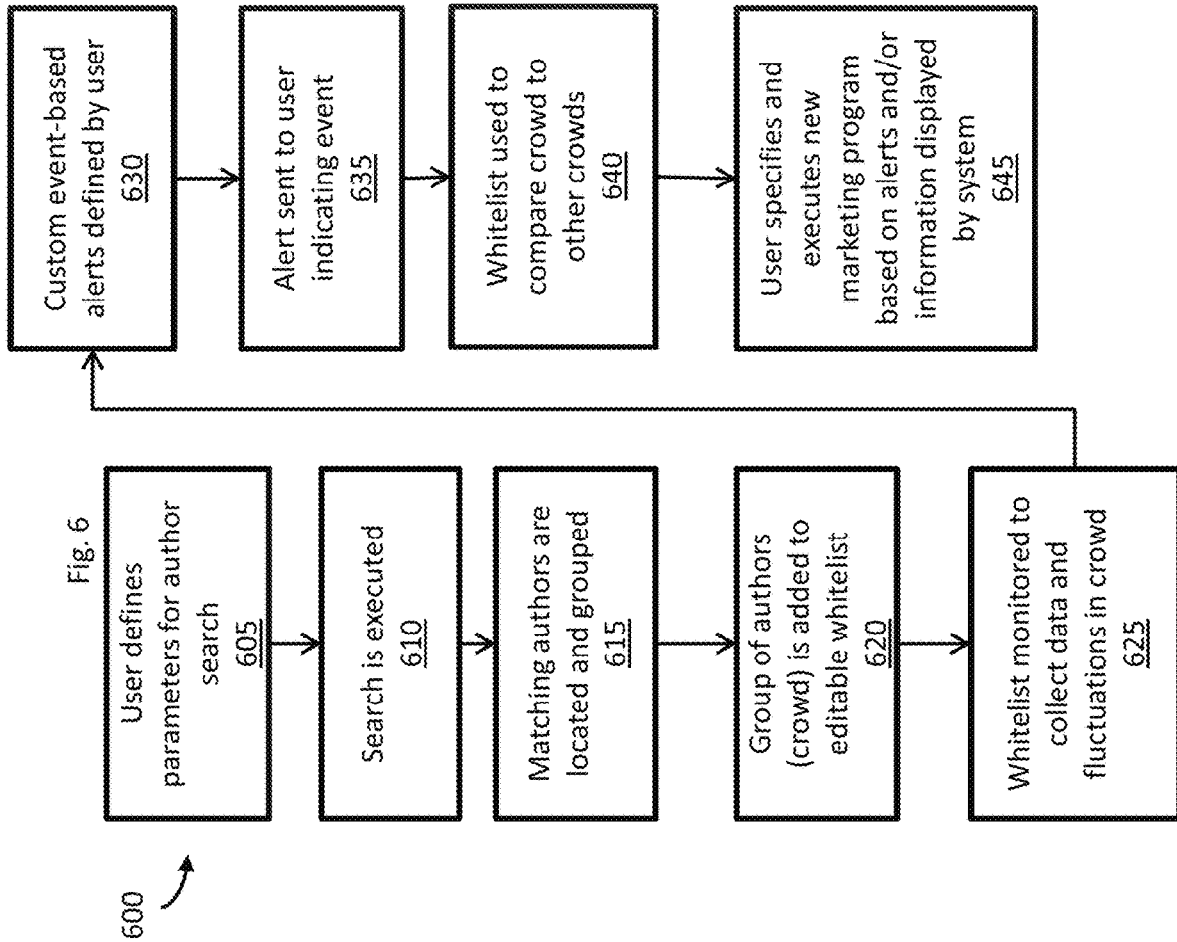 Fig. 6
600
User defines
parameters for author
search
605
Search is executed
610
Matching authors are
located and grouped
615
Group of authors
(crowd) is added to
editable whitelist
620
Whitelist monitored to
collect data and
fluctuations in crowd
625
Custom event-based
alerts defined by user
630
Alert sent to user
indicating event
635
Whitelist used to
compare crowd to
other crowds
640
User specifies and
executes new
marketing program
based on alerts and/or
information displayed
by system
645